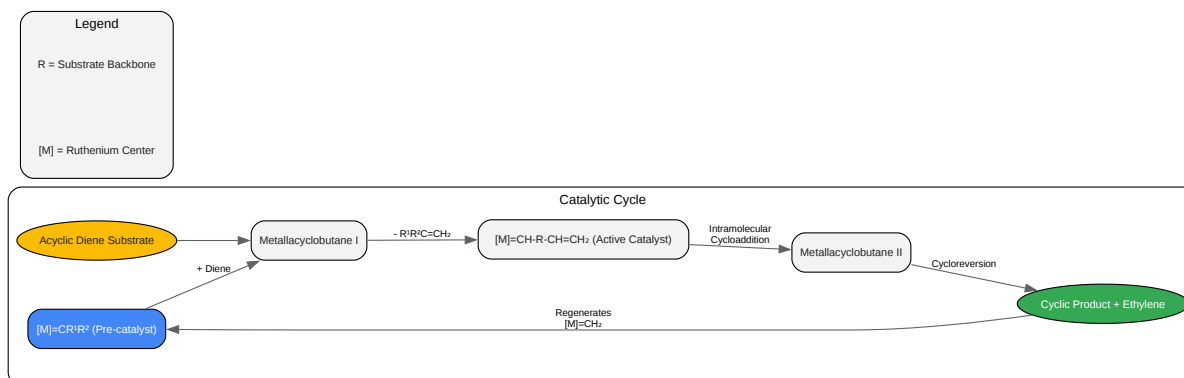 Legend
R = Substrate Backbone
[M] = Ruthenium Center
Catalytic Cycle
Acyclic Diene Substrate
Metallacyclobutane I
- R¹R²C=CH₂
[M]=CH-R-CH=CH₂ (Active Catalyst)
Intramolecular
Cycloaddition
Metallacyclobutane II
Cycloreversion
+ Diene
Cyclic Product + Ethylene
[M]=CR¹R² (Pre-catalyst)
Regenerates
[M]=CH₂